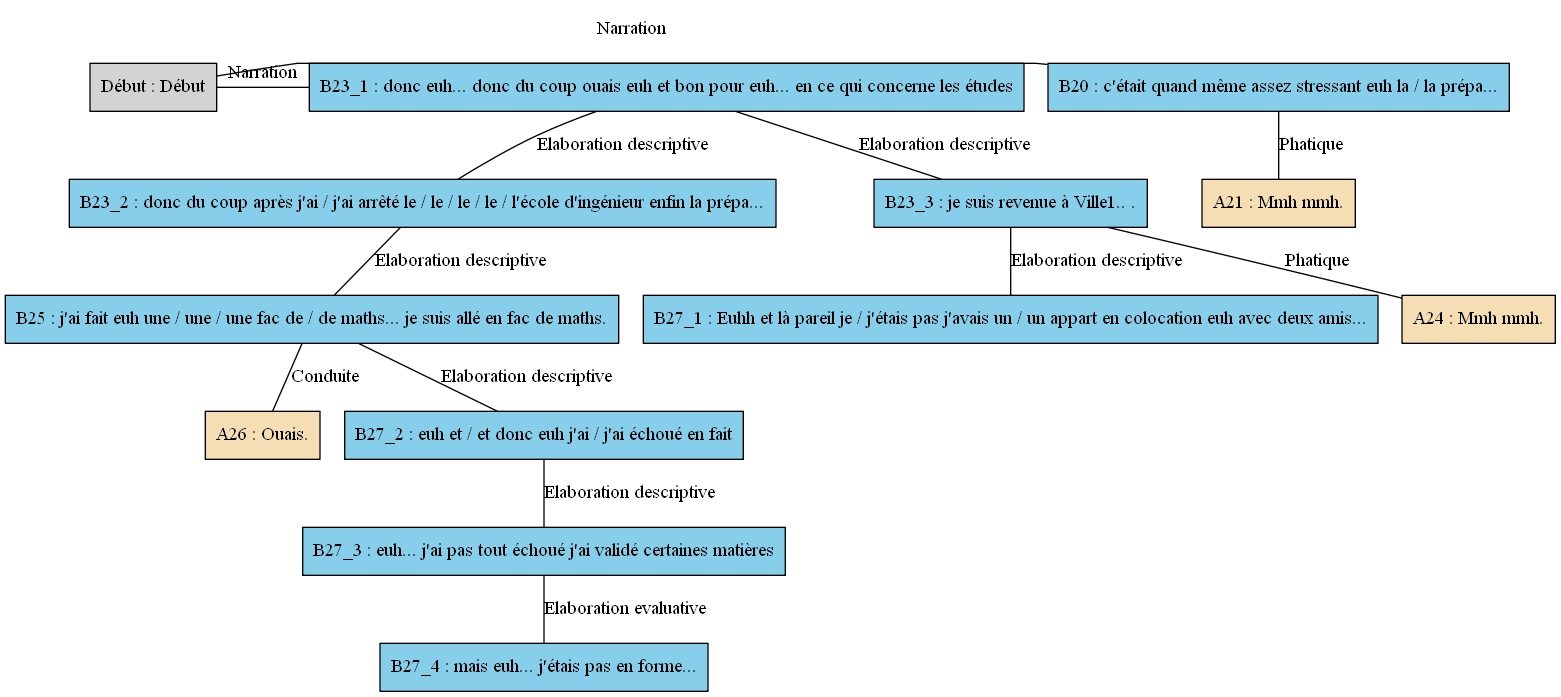 Narration
Début : Début
Narration
B23_1 : donc euh... donc du coup ouais euh et bon pour euh... en ce qui concerne les études
B20 : c'était quand même assez stressant euh la / la prépa...
Elaboration descriptive
Elaboration descriptive
Phatique
B23_2 : donc du coup après j'ai / j'ai arrêté le / le / le / le / l'école d'ingénieur enfin la prépa...
B23_3 : je suis revenue à Ville1.. .
A21 : Mmh mmh.
Elaboration descriptive
Elaboration descriptive
Phatique
B25 : j'ai fait euh une / une / une fac de / de maths... je suis allé en fac de maths.
B27_1 : Euhh et là pareil je / j'étais pas j'avais un / un appart en colocation euh avec deux amis...
A24 : Mmh mmh.
Conduite
Elaboration descriptive
A26 : Ouais.
B27_2 : euh et / et donc euh j'ai / j'ai échoué en fait
Elaboration descriptive
B27_3 : euh... j'ai pas tout échoué j'ai validé certaines matières
Elaboration evaluative
B27_4 : mais euh... j'étais pas en forme...